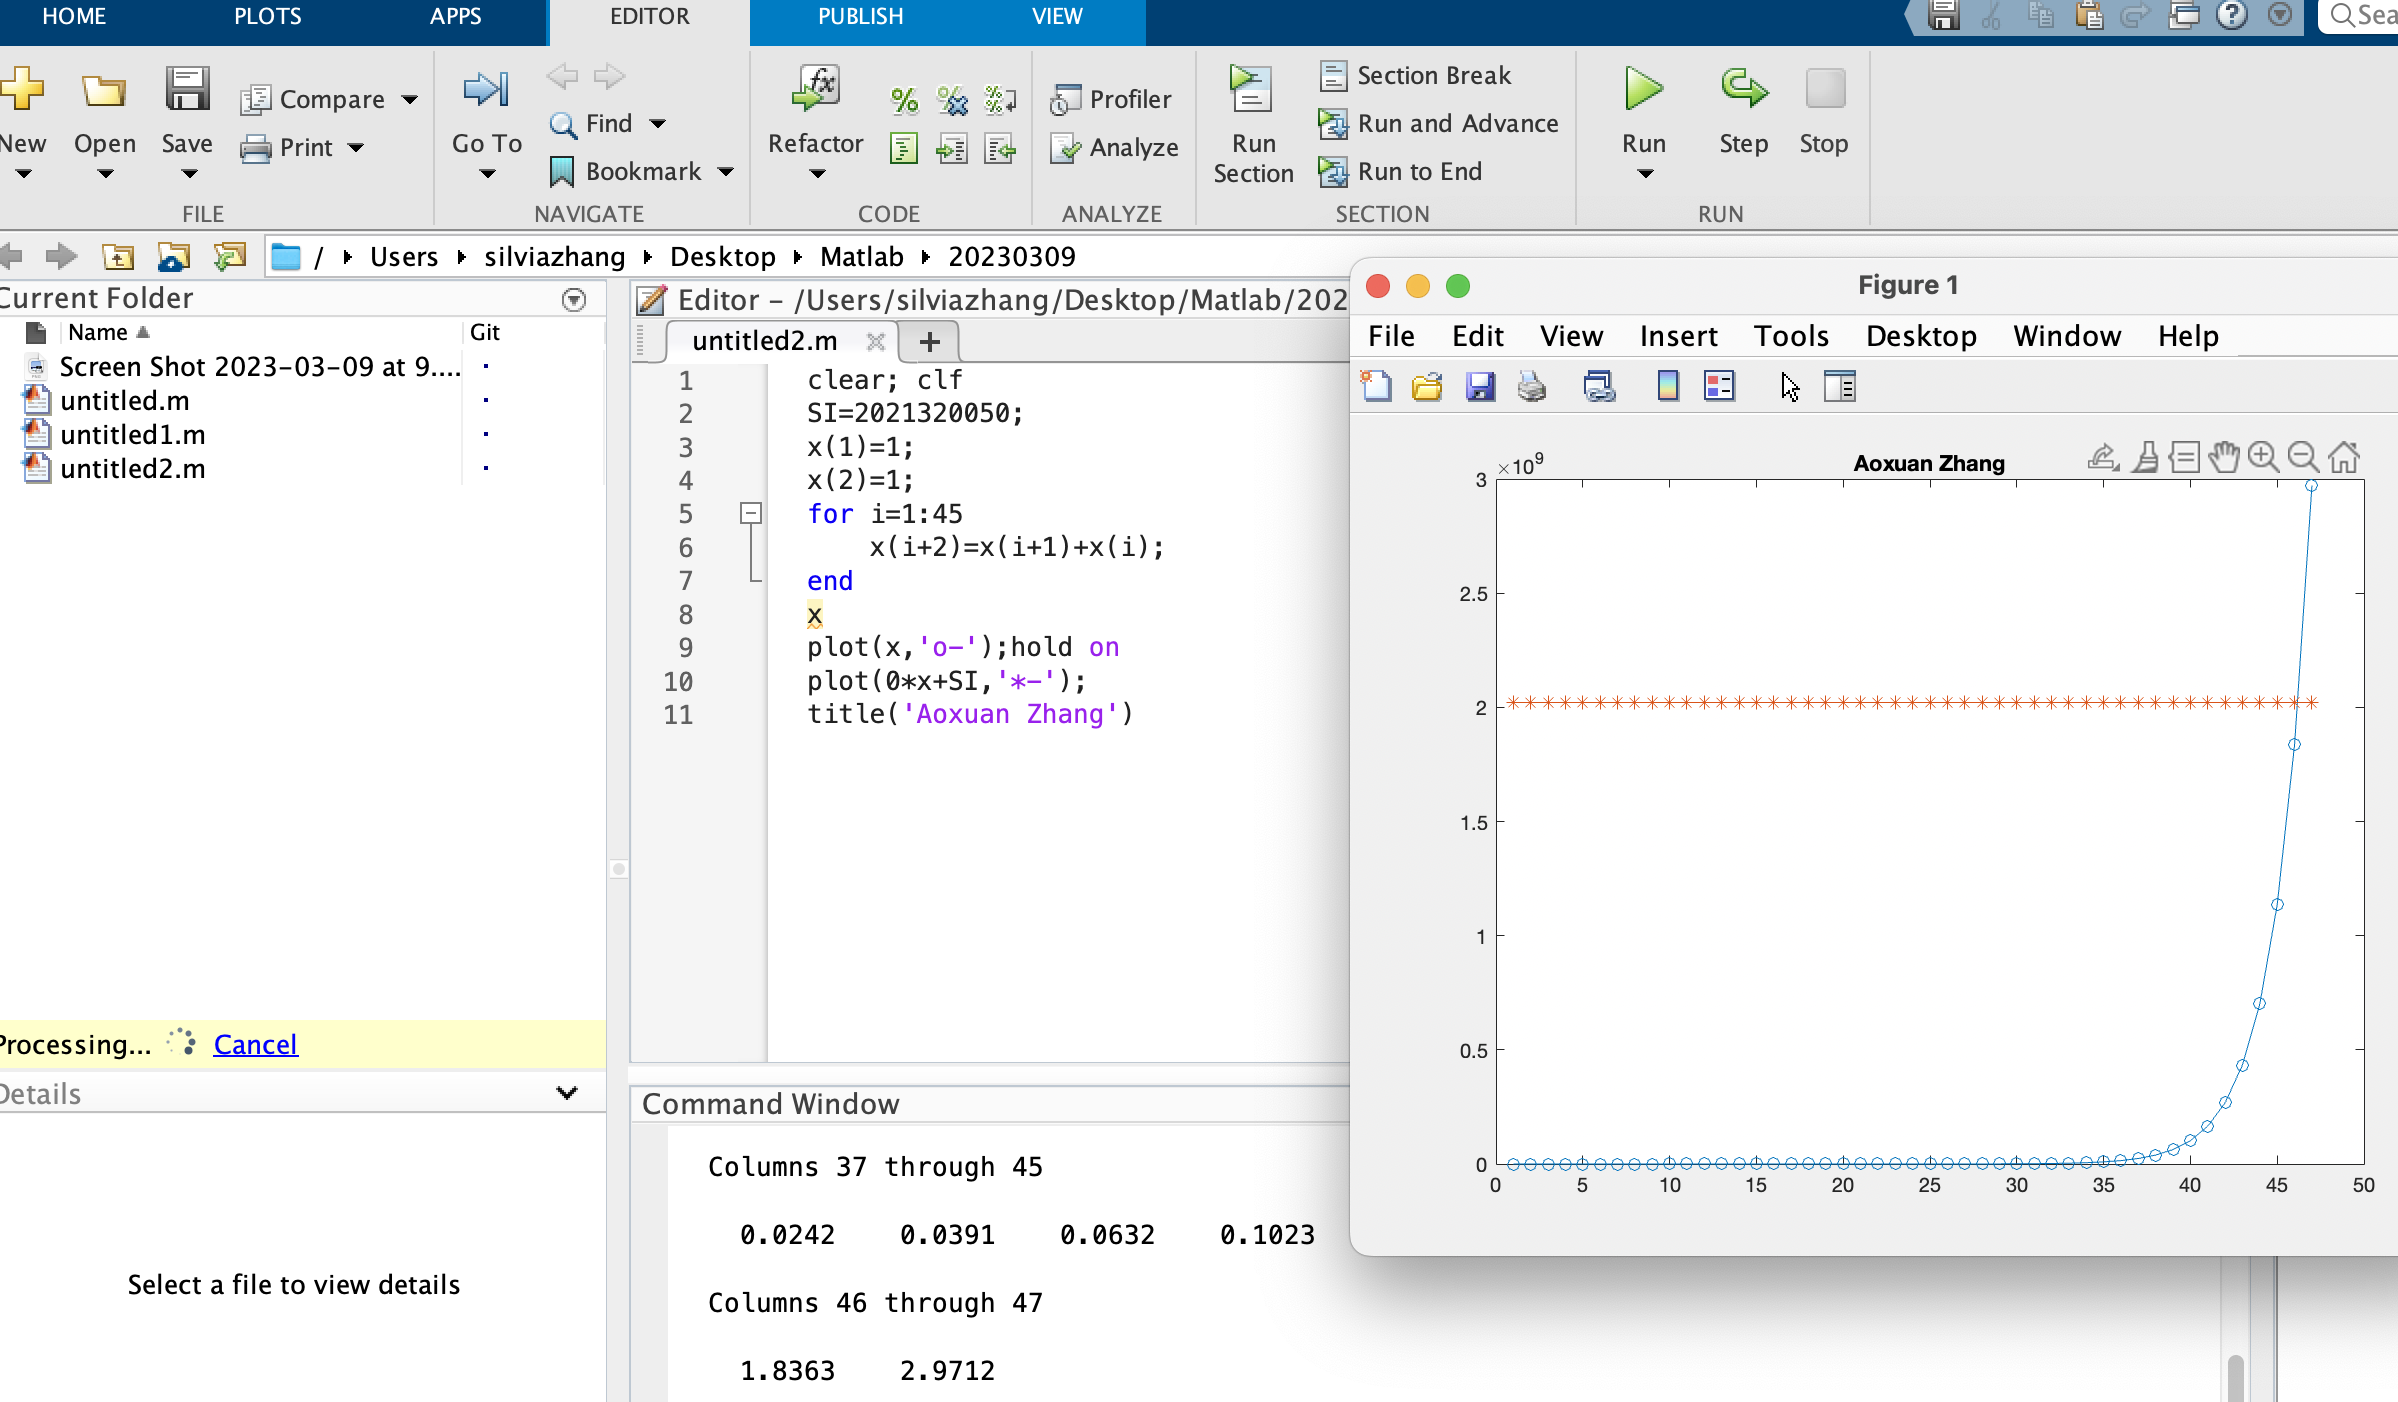 HOME PLOTS APPS EDITOR PUBLISH VIEW
New Open Save Compare Print
FILE
Go To Find Bookmark
NAVIGATE
Refactor fx
CODE
Profiler
Analyze
ANALYZE
Run Section
Section Break
Run and Advance
Run to End
SECTION
Run Step Stop
RUN
/ Users silviazhang Desktop Matlab 20230309
Current Folder
Name Git
Screen Shot 2023-03-09 at 9....
untitled.m
untitled1.m
untitled2.m
Processing... Cancel
Details
Select a file to view details
Editor - /Users/silviazhang/Desktop/Matlab/202
untitled2.m +
1 clear; clf
2 SI=2021320050;
3 x(1)=1;
4 x(2)=1;
5 for i=1:45
6 x(i+2)=x(i+1)+x(i);
7 end
8 x
9 plot(x,'o-');hold on
10 plot(0*x+SI,'*-');
11 title('Aoxuan Zhang')
Command Window
Columns 37 through 45
0.0242 0.0391 0.0632 0.1023
Columns 46 through 47
1.8363 2.9712
Figure 1
File Edit View Insert Tools Desktop Window Help
×10⁹
Aoxuan Zhang
3
2.5
2
1.5
1
0.5
0
0 5 10 15 20 25 30 35 40 45 50